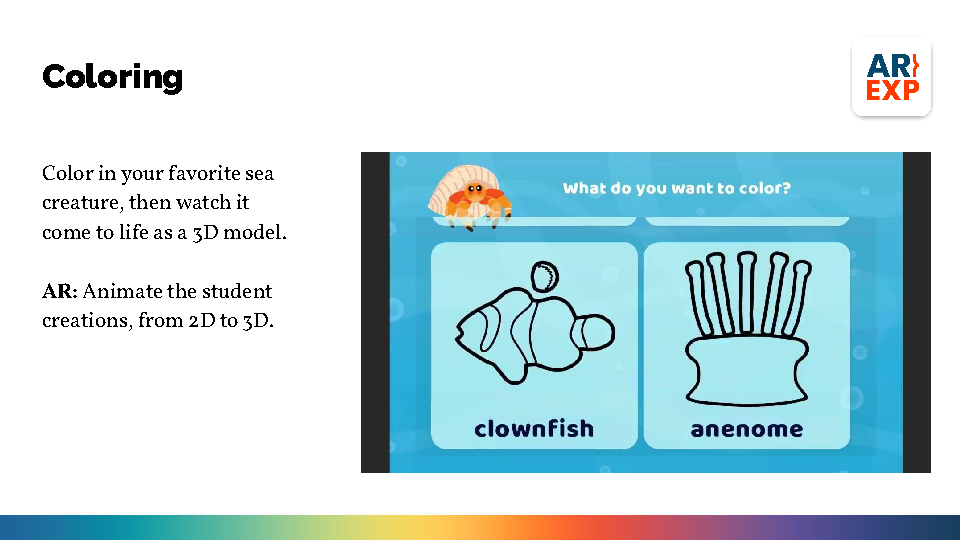 Coloring
AR}
EXP
Color in your favorite sea
creature, then watch it
come to life as a 3D model.
AR: Animate the student
creations, from 2D to 3D.
What do you want to color?
clownfish
anenome